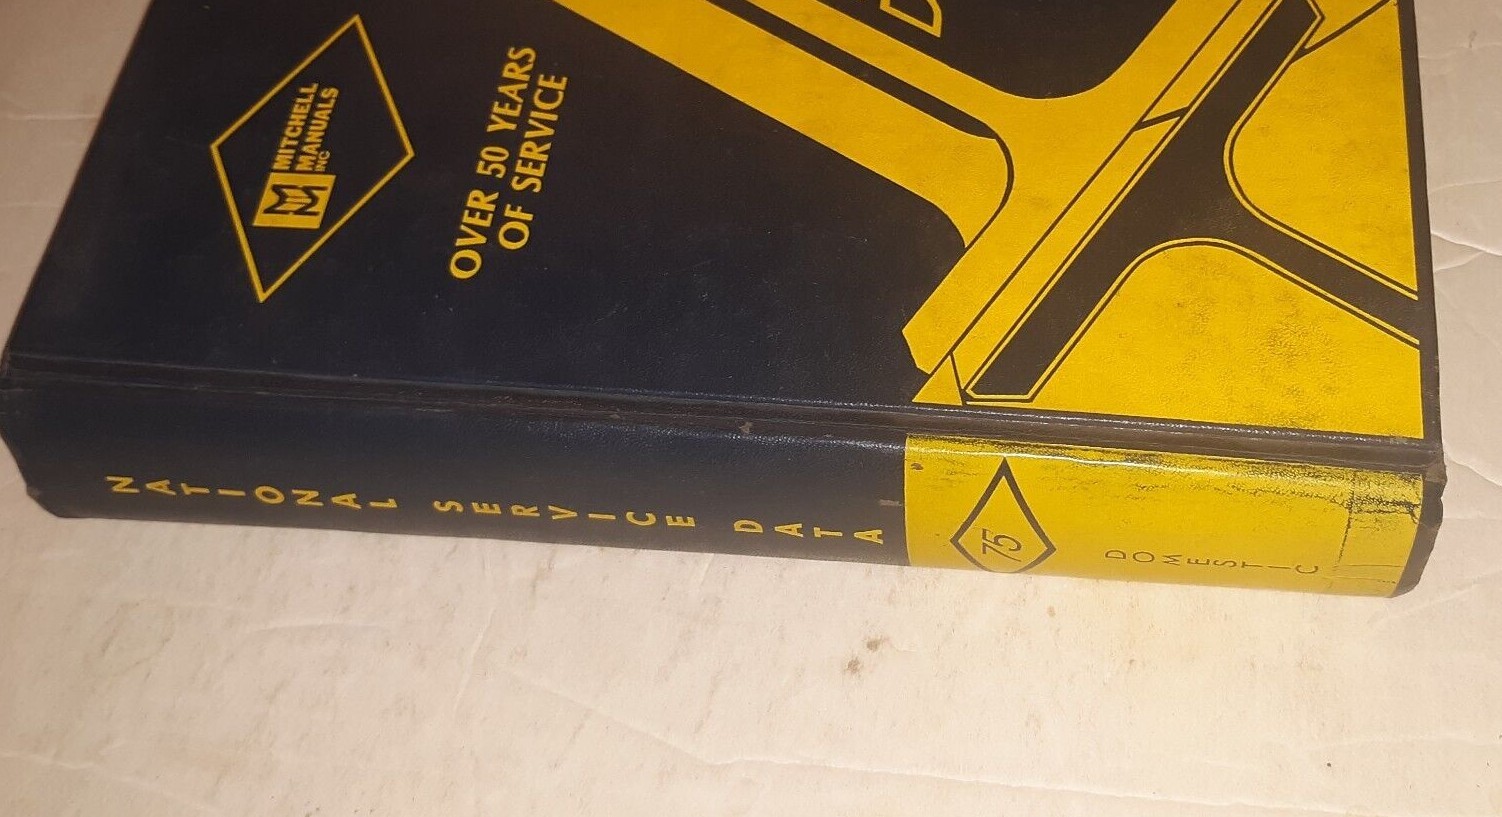 MITCHELL
MANUALS
INC
OVER 50 YEARS
OF SERVICE
D
NATIONAL SERVICE DATA
75
DOMESTIC